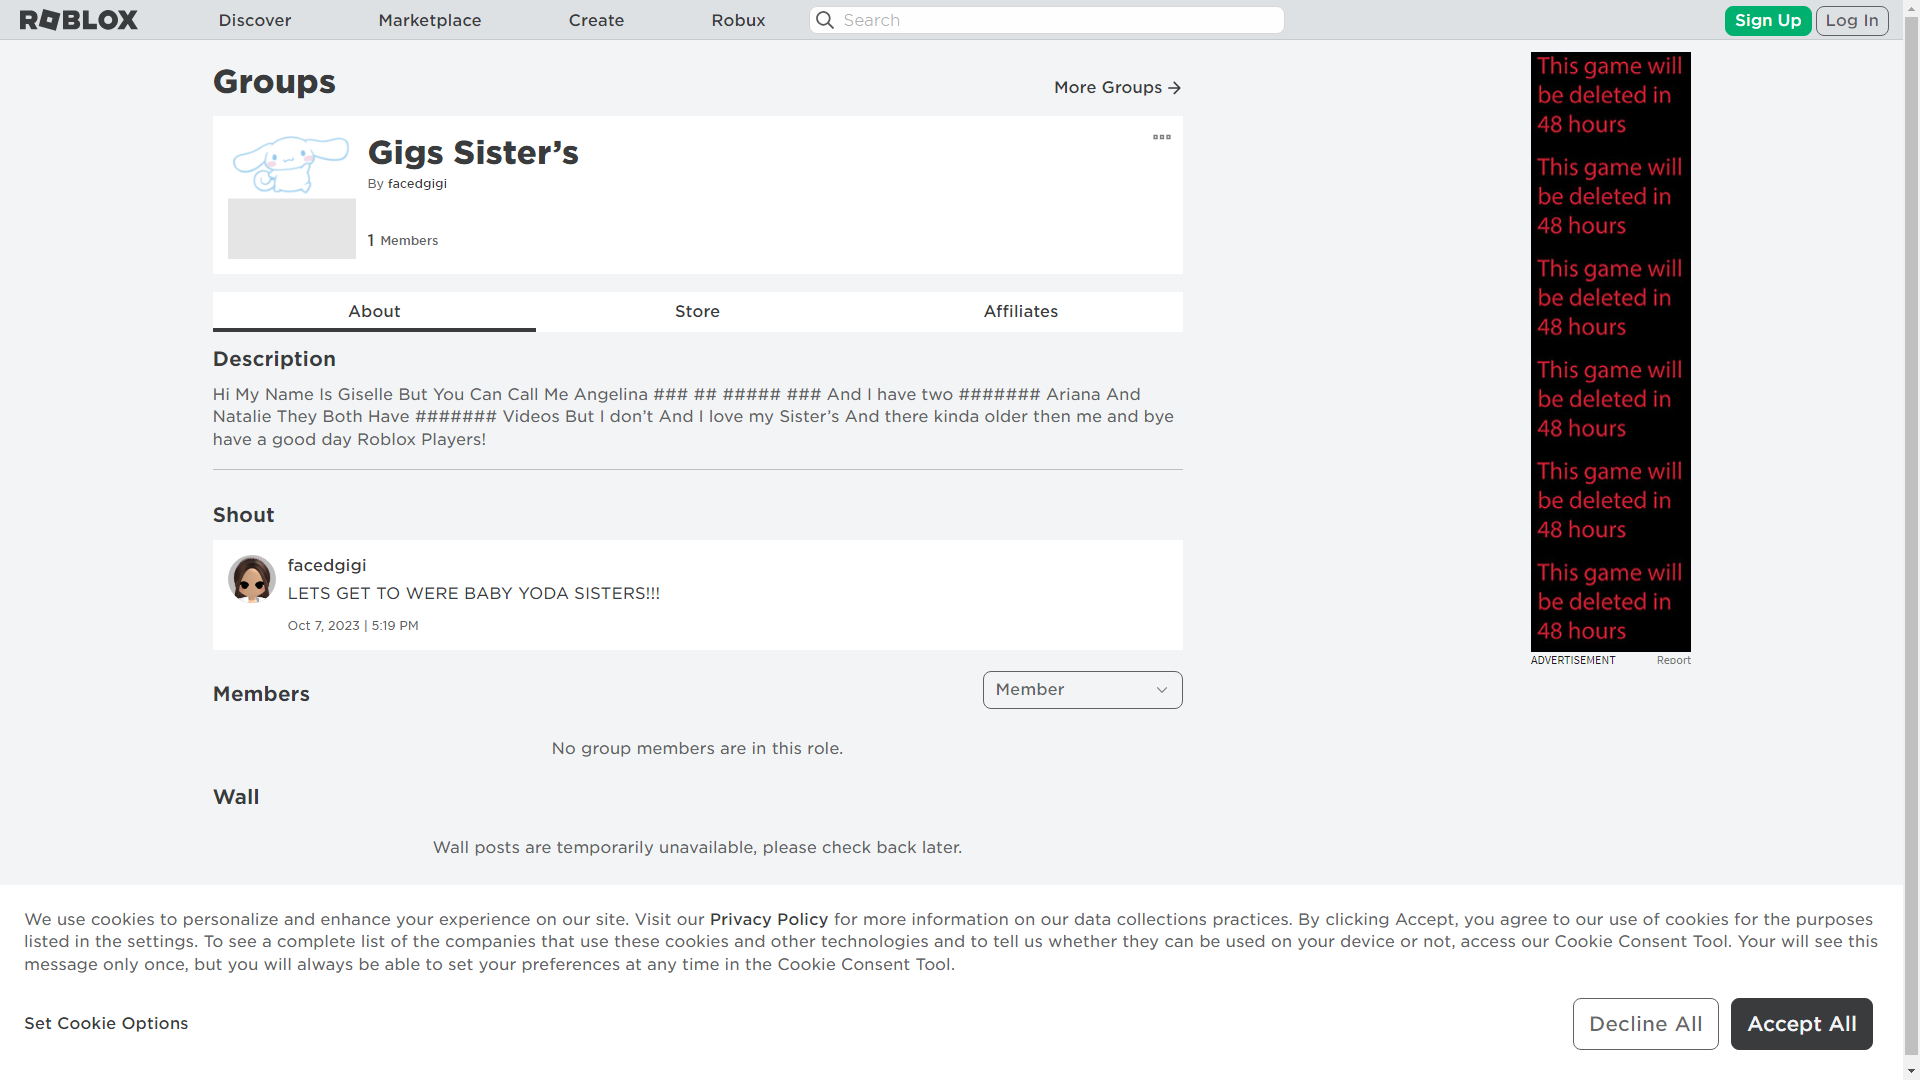 ROBLOX Discover Marketplace Create Robux Search Sign Up Log In
Groups
More Groups
Gigs Sister’s
By facedgigi
1 Members
About Store Affiliates
Description
Hi My Name Is Giselle But You Can Call Me Angelina ### ## ##### ### And I have two ####### Ariana And
Natalie They Both Have ####### Videos But I don’t And I love my Sister’s And there kinda older then me and bye
have a good day Roblox Players!
Shout
facedgigi
LETS GET TO WERE BABY YODA SISTERS!!!
Oct 7, 2023 | 5:19 PM
Members
Member
No group members are in this role.
Wall
Wall posts are temporarily unavailable, please check back later.
This game will
be deleted in
48 hours
This game will
be deleted in
48 hours
This game will
be deleted in
48 hours
This game will
be deleted in
48 hours
This game will
be deleted in
48 hours
This game will
be deleted in
48 hours
ADVERTISEMENT Report
We use cookies to personalize and enhance your experience on our site. Visit our Privacy Policy for more information on our data collections practices. By clicking Accept, you agree to our use of cookies for the purposes
listed in the settings. To see a complete list of the companies that use these cookies and other technologies and to tell us whether they can be used on your device or not, access our Cookie Consent Tool. Your will see this
message only once, but you will always be able to set your preferences at any time in the Cookie Consent Tool.
Set Cookie Options
Decline All
Accept All